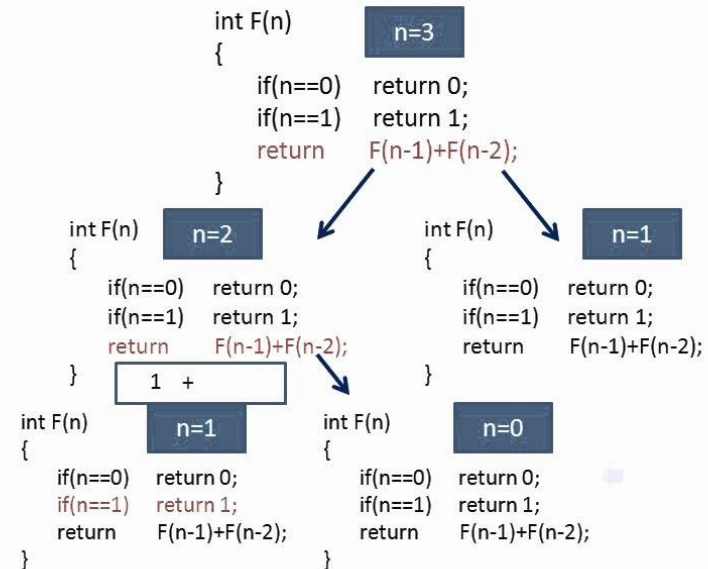 int F(n) n=3
{
if(n==0) return 0;
if(n==1) return 1;
return F(n-1)+F(n-2);
}
int F(n) n=2
{
if(n==0) return 0;
if(n==1) return 1;
return F(n-1)+F(n-2);
}
1 +
int F(n) n=1
{
if(n==0) return 0;
if(n==1) return 1;
return F(n-1)+F(n-2);
}
int F(n) n=1
{
if(n==0) return 0;
if(n==1) return 1;
return F(n-1)+F(n-2);
}
int F(n) n=0
{
if(n==0) return 0;
if(n==1) return 1;
return F(n-1)+F(n-2);
}